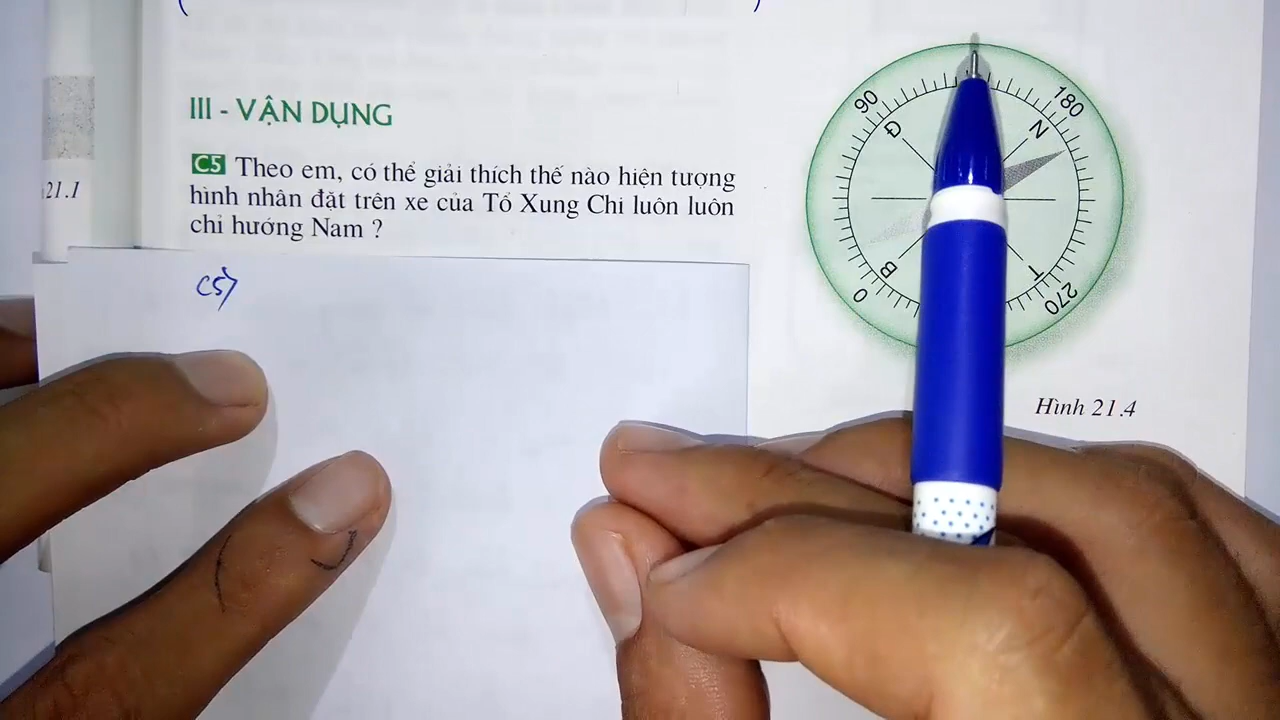 III - VẬN DỤNG
C5 Theo em, có thể giải thích thế nào hiện tượng
hình nhân đặt trên xe của Tổ Xung Chi luôn luôn
chỉ hướng Nam ?
21.1
C5)
90
180
Đ
N
B
T
0
270
Hình 21.4